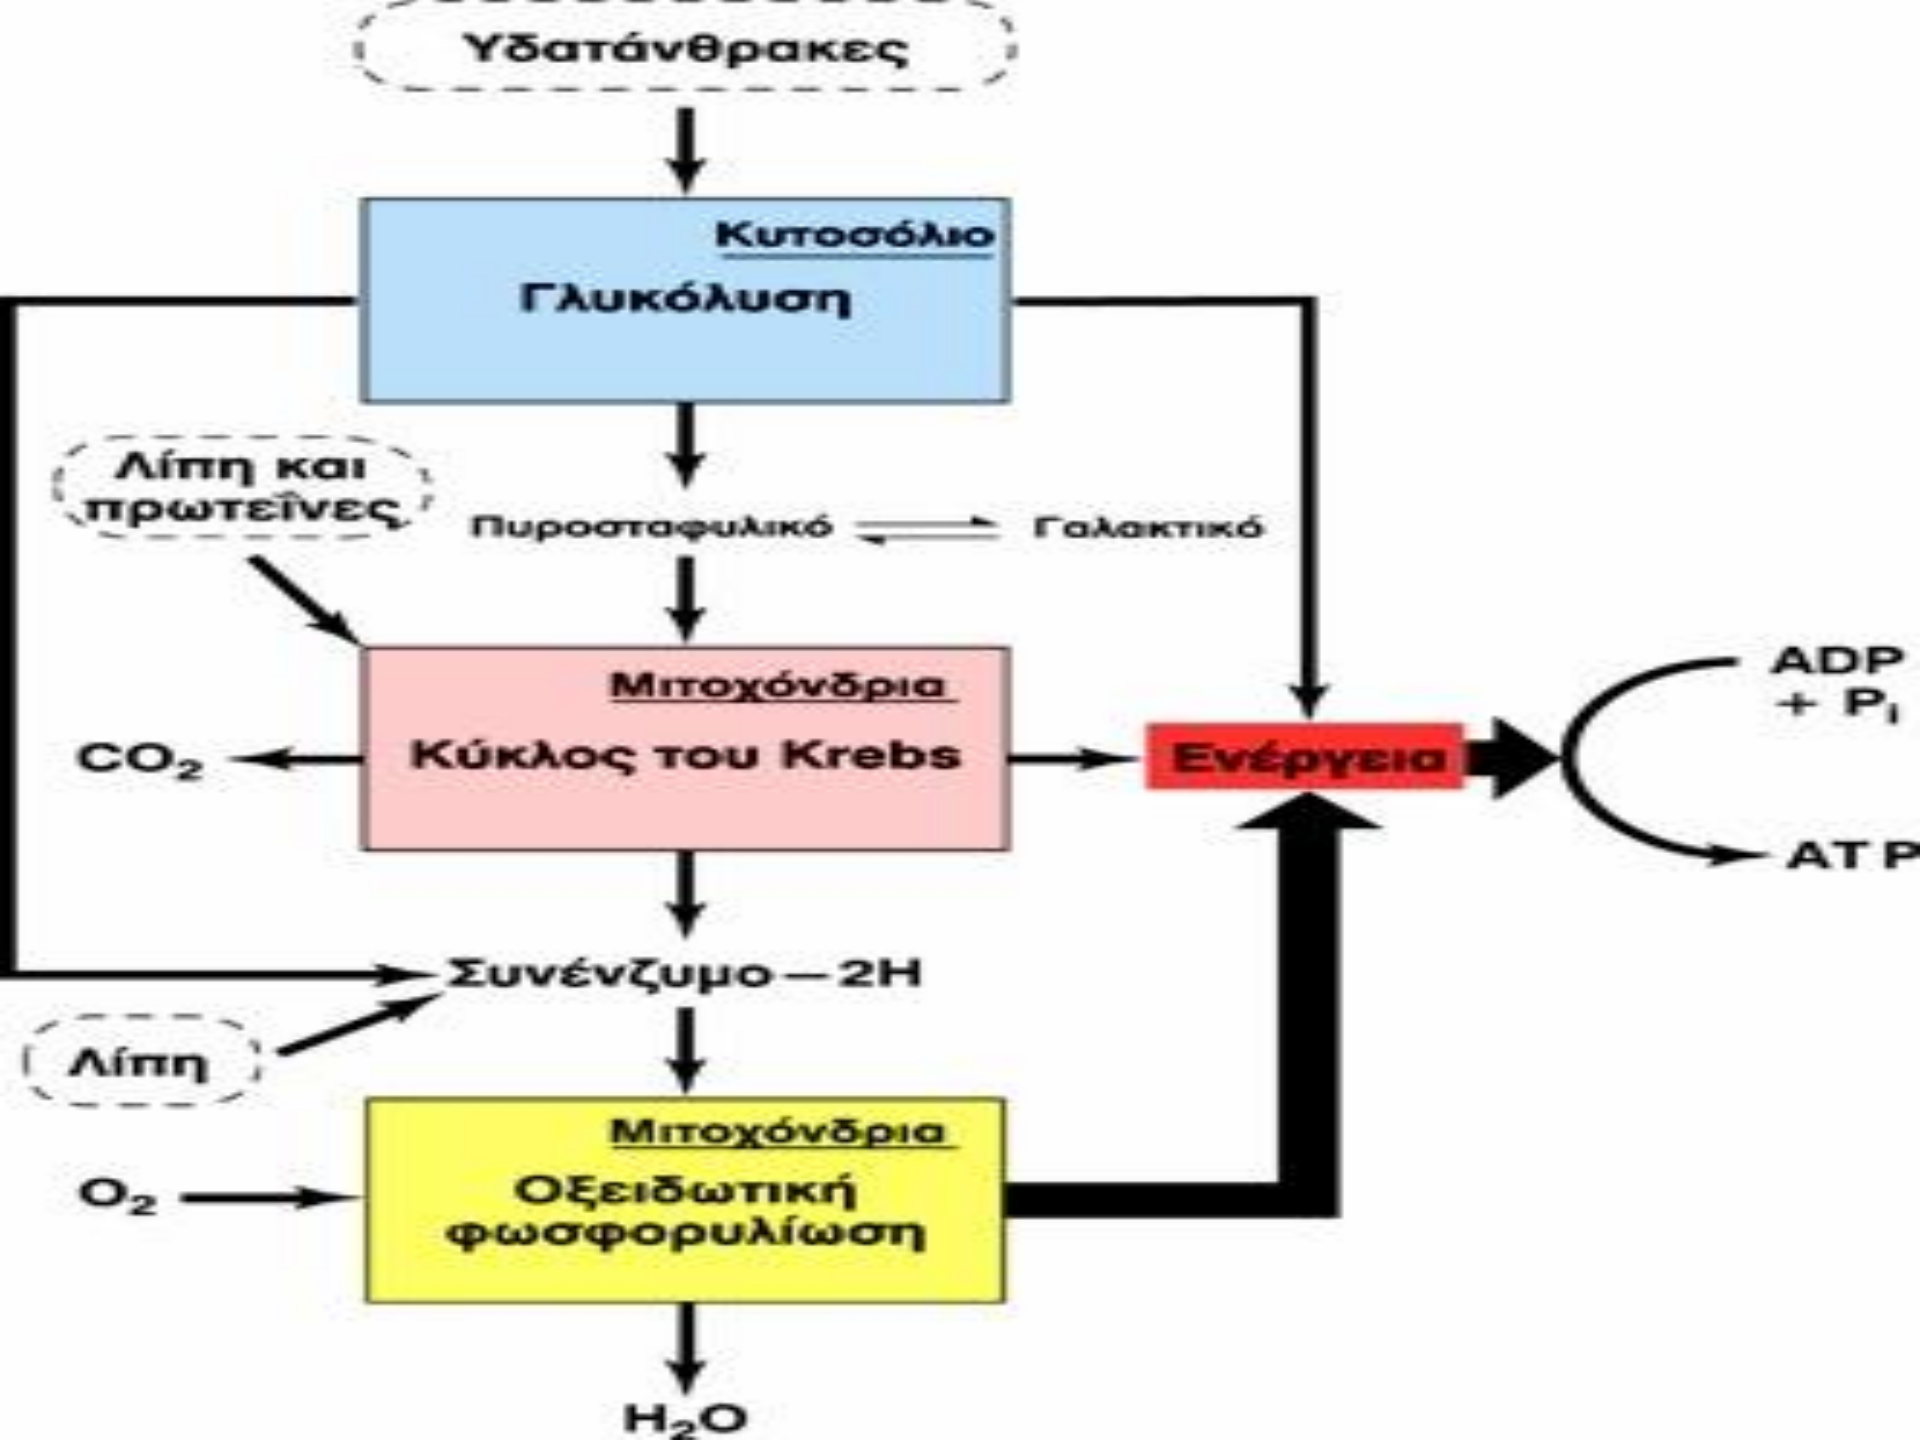 Υδατάνθρακες
Κυτοσόλιο
Γλυκόλυση
Λίπη και
πρωτεΐνες
Πυροσταφυλικό
Γαλακτικό
Μιτοχόνδρια
Κύκλος του Krebs
CO₂
Ενέργεια
ADP
+ Pᵢ
ATP
Συνένζυμο – 2H
Λίπη
Μιτοχόνδρια
Οξειδωτική
φωσφορυλίωση
O₂
H₂O